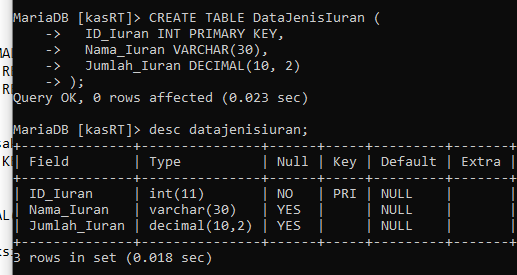 MariaDB [kasRT]> CREATE TABLE DataJenisIuran (
    ->   ID_Iuran INT PRIMARY KEY,
    ->   Nama_Iuran VARCHAR(30),
    ->   Jumlah_Iuran DECIMAL(10, 2)
    -> );
Query OK, 0 rows affected (0.023 sec)
MariaDB [kasRT]> desc datajenisiuran;
+--------------+---------------+------+-----+---------+-------+
| Field        | Type          | Null | Key | Default | Extra |
+--------------+---------------+------+-----+---------+-------+
| ID_Iuran     | int(11)       | NO   | PRI | NULL    |       |
| Nama_Iuran   | varchar(30)   | YES  |     | NULL    |       |
| Jumlah_Iuran | decimal(10,2) | YES  |     | NULL    |       |
+--------------+---------------+------+-----+---------+-------+
3 rows in set (0.018 sec)